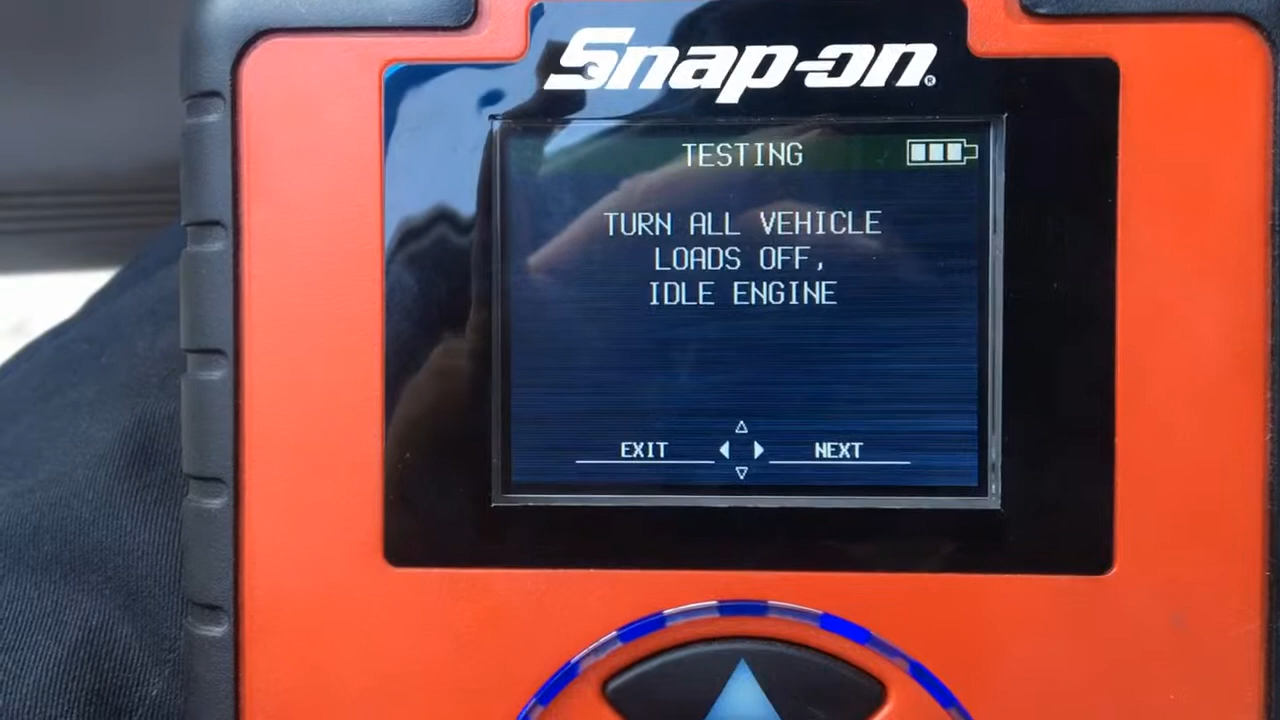 Snap-on®
TESTING
TURN ALL VEHICLE
LOADS OFF,
IDLE ENGINE
EXIT NEXT